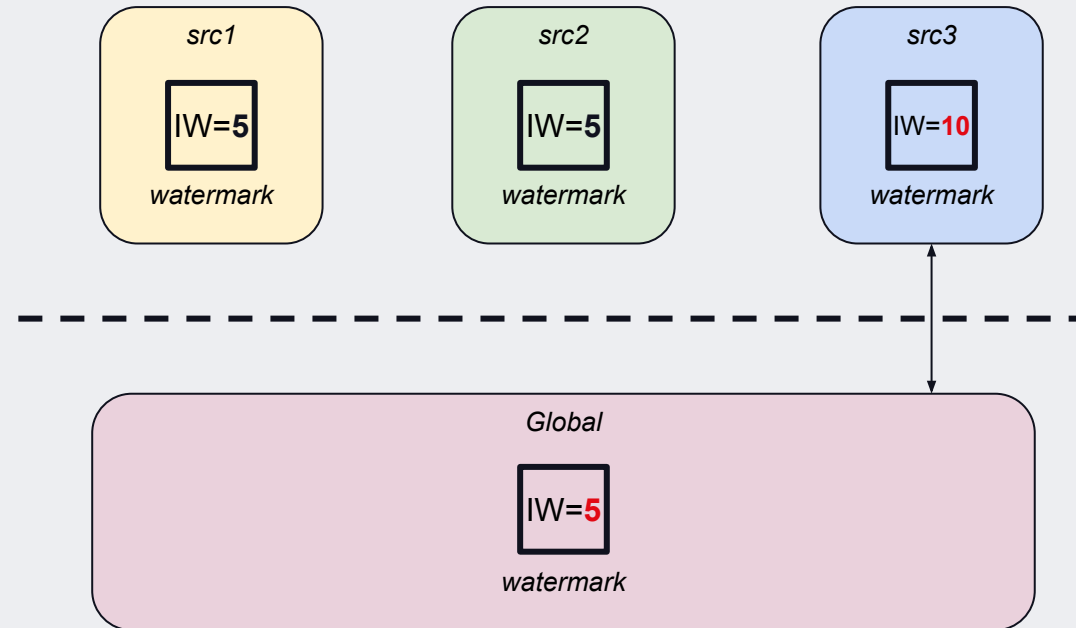 src1
src2
src3
IW=5
IW=5
IW=10
watermark
watermark
watermark
Global
IW=5
watermark